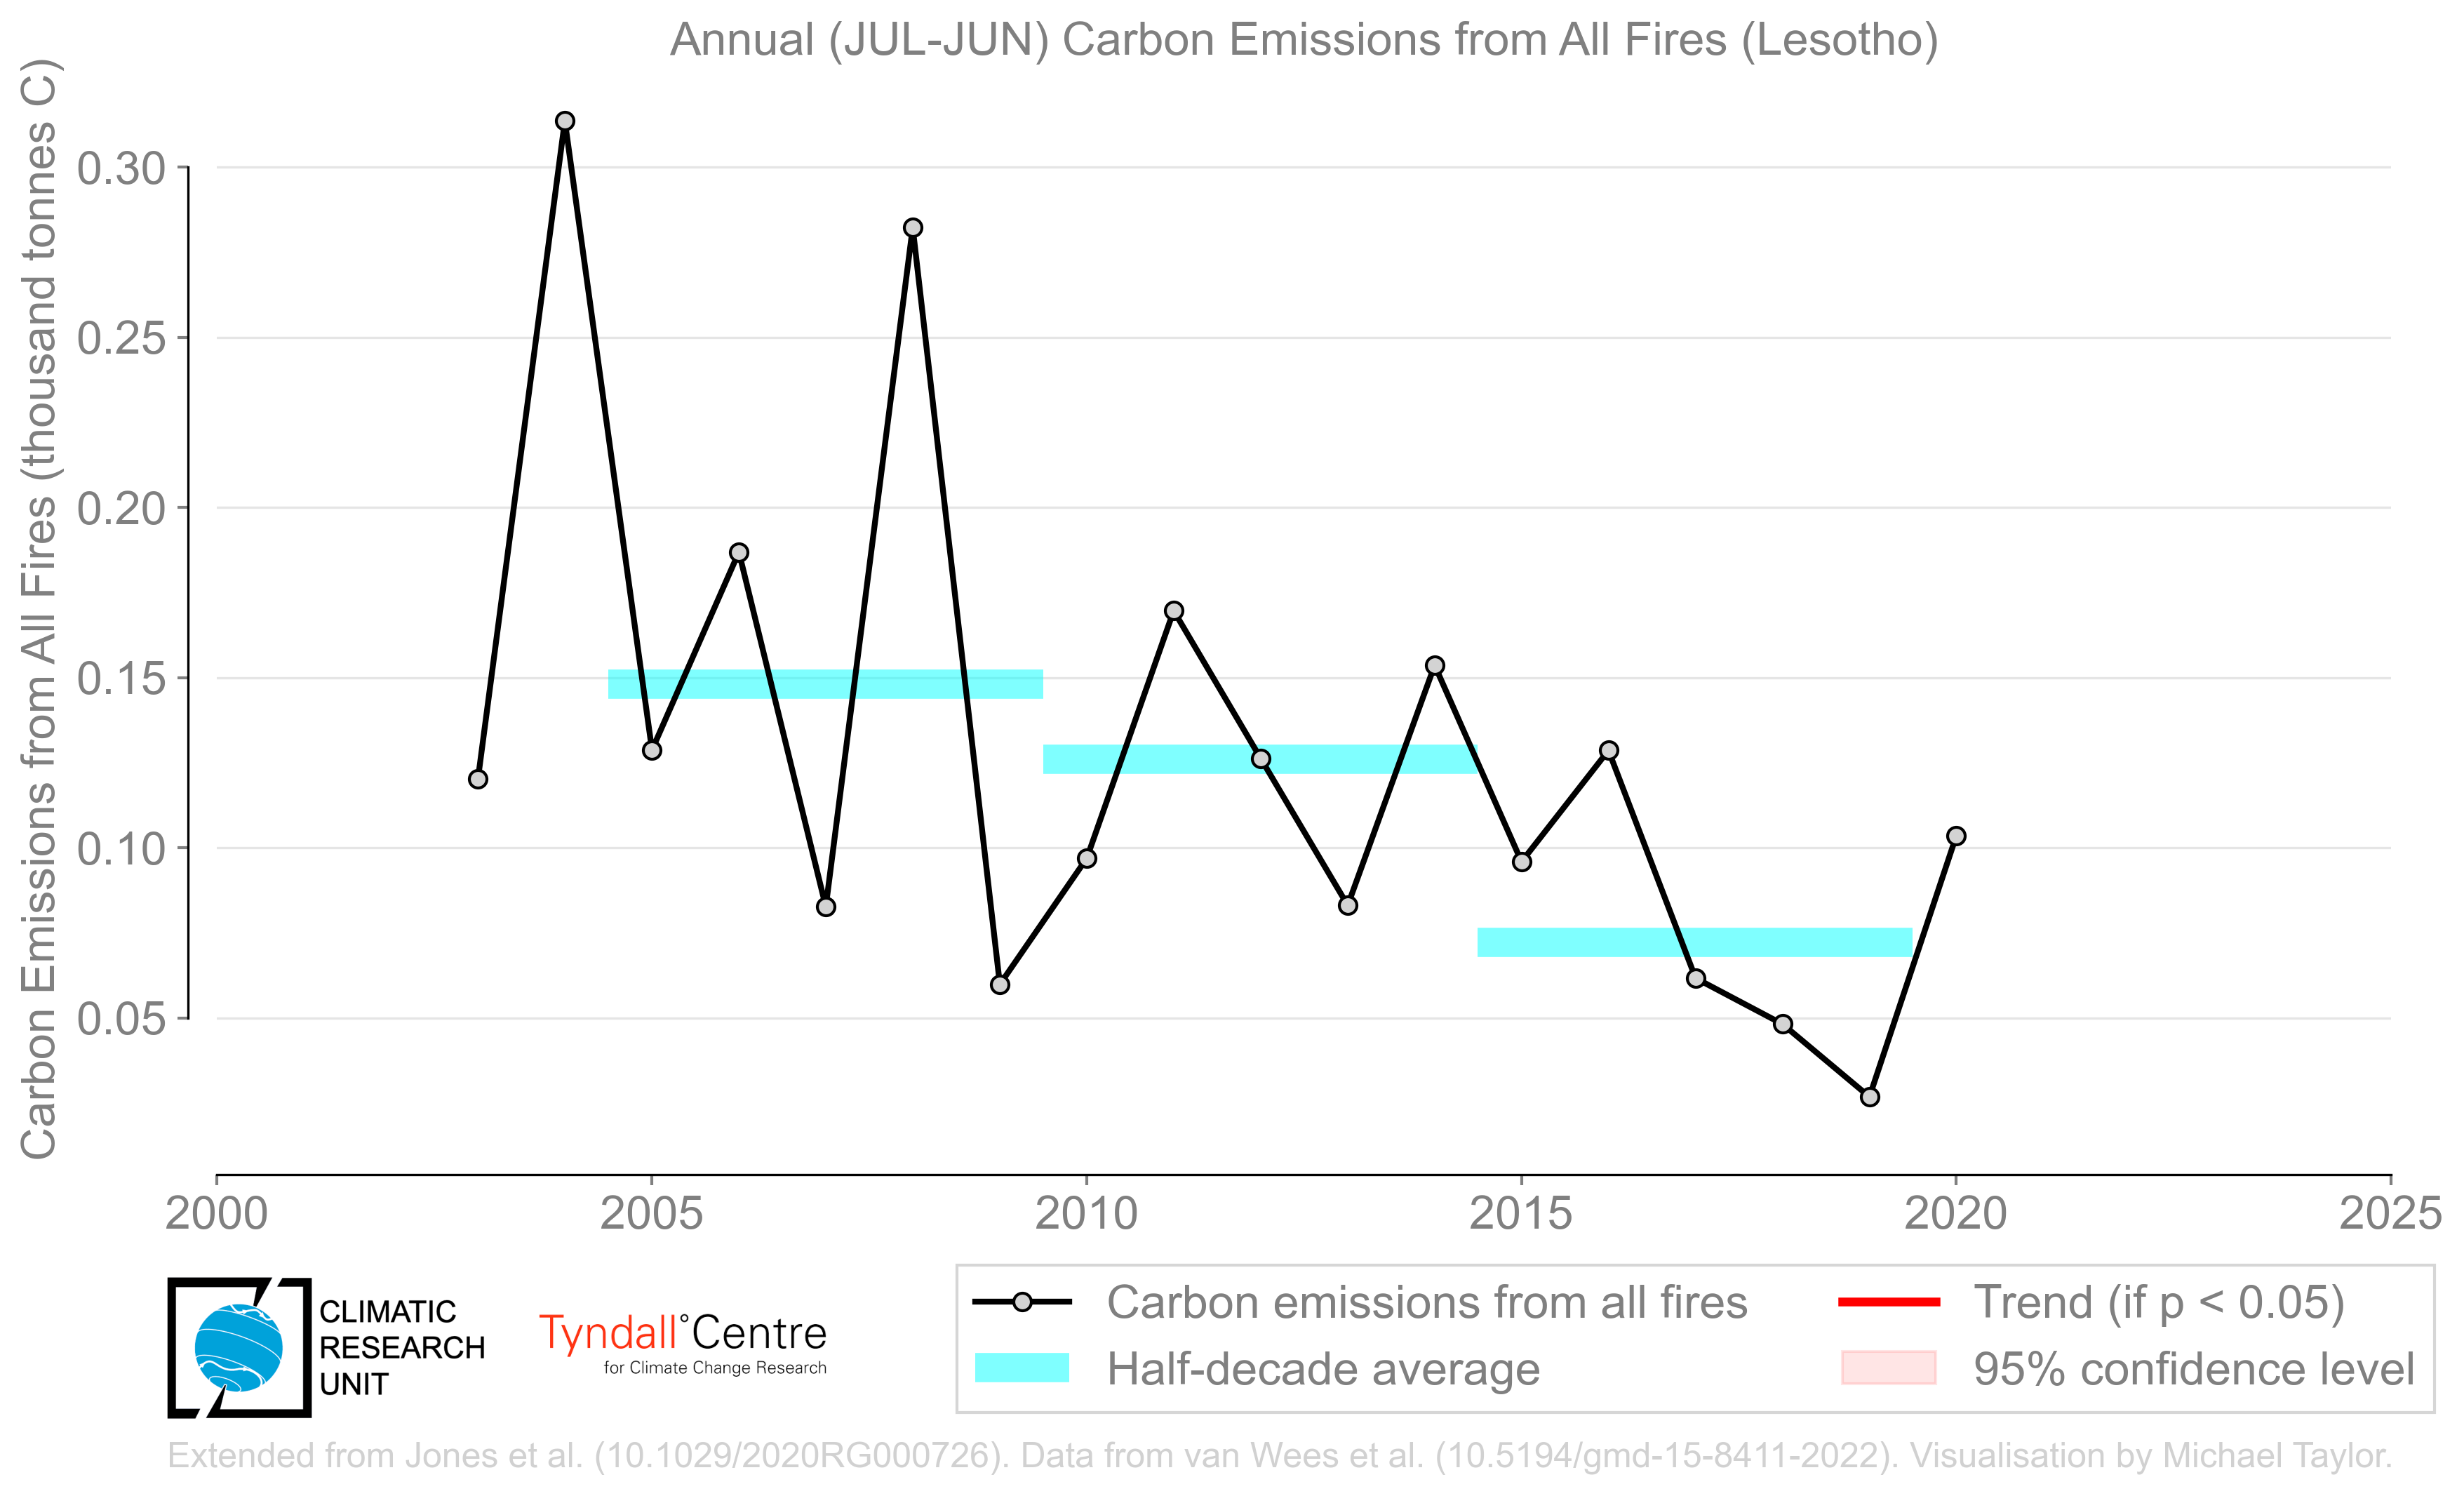 Annual (JUL-JUN) Carbon Emissions from All Fires (Lesotho)
Carbon Emissions from All Fires (thousand tonnes C)
0.30
0.25
0.20
0.15
0.10
0.05
2000 2005 2010 2015 2020 2025
CLIMATIC
RESEARCH
UNIT
Tyndall°Centre
for Climate Change Research
Carbon emissions from all fires
Half-decade average
Trend (if p < 0.05)
95% confidence level
Extended from Jones et al. (10.1029/2020RG000726). Data from van Wees et al. (10.5194/gmd-15-8411-2022). Visualisation by Michael Taylor.